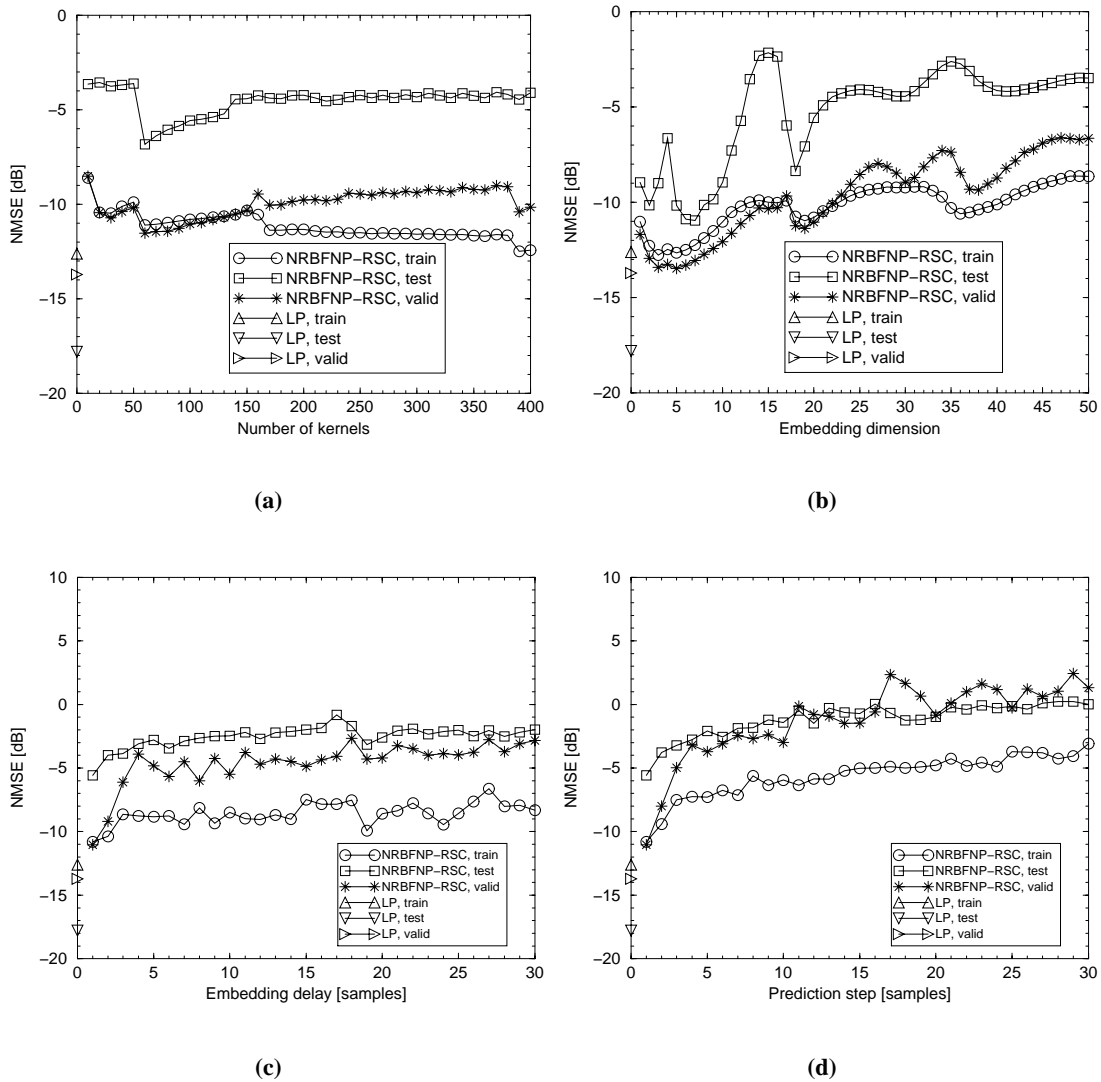 0
−5
−10
−15
−20
NMSE [dB]
0 50 100 150 200 250 300 350 400
Number of kernels
NRBFNP−RSC, train
NRBFNP−RSC, test
NRBFNP−RSC, valid
LP, train
LP, test
LP, valid
(a)
0
−5
−10
−15
−20
NMSE [dB]
0 5 10 15 20 25 30 35 40 45 50
Embedding dimension
NRBFNP−RSC, train
NRBFNP−RSC, test
NRBFNP−RSC, valid
LP, train
LP, test
LP, valid
(b)
10
5
0
−5
−10
−15
−20
NMSE [dB]
0 5 10 15 20 25 30
Embedding delay [samples]
NRBFNP−RSC, train
NRBFNP−RSC, test
NRBFNP−RSC, valid
LP, train
LP, test
LP, valid
(c)
10
5
0
−5
−10
−15
−20
NMSE [dB]
0 5 10 15 20 25 30
Prediction step [samples]
NRBFNP−RSC, train
NRBFNP−RSC, test
NRBFNP−RSC, valid
LP, train
LP, test
LP, valid
(d)